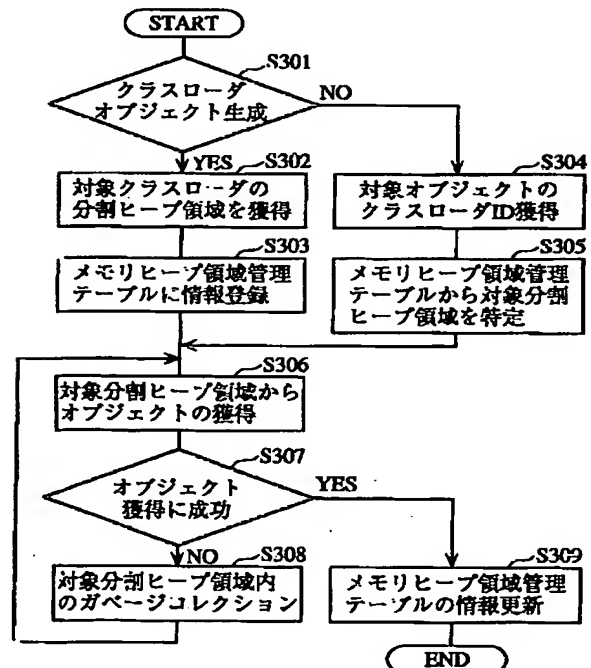 START
S301
クラスローダ
オブジェクト生成
NO
YES
S302
対象クラスローダの
分割ヒープ領域を獲得
S304
対象オブジェクトの
クラスローダID獲得
S303
メモリヒープ領域管理
テーブルに情報登録
S305
メモリヒープ領域管理
テーブルから対象分割
ヒープ領域を特定
S306
対象分割ヒープ領域から
オブジェクトの獲得
S307
オブジェクト
獲得に成功
YES
NO
S308
対象分割ヒープ領域内
のガベージコレクション
S309
メモリヒープ領域管理
テーブルの情報更新
END